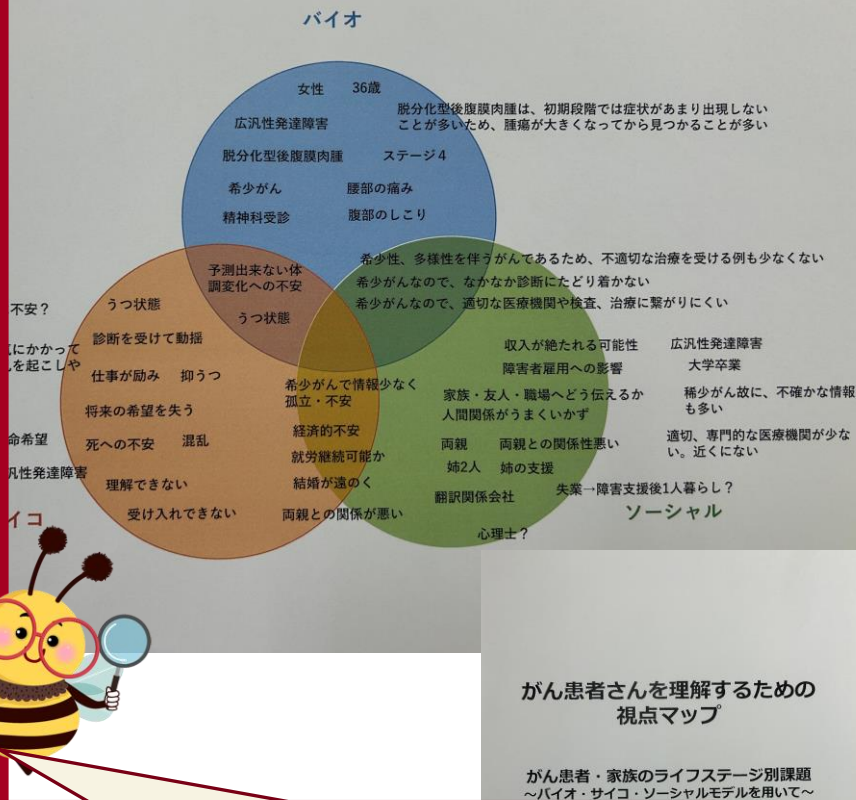 バイオ
女性 36歳
広汎性発達障害
脱分化型後腹膜肉腫は、初期段階では症状があまり出現しない
ことが多いため、腫瘍が大きくなってから見つかることが多い
脱分化型後腹膜肉腫 ステージ4
希少がん 腰部の痛み
精神科受診 腹部のしこり
希少性、多様性を伴うがんであるため、不適切な治療を受ける例も少なくない
希少がんなので、なかなか診断にたどり着かない
希少がんなので、適切な医療機関や検査、治療に繋がりにくい
予測出来ない体
調変化への不安
うつ状態
不安?
うつ状態
診断を受けて動揺
にかかって
を起こしや
仕事が励み 抑うつ
将来の希望を失う
命希望
死への不安 混乱
汎性発達障害
理解できない
受け入れできない
イコ
希少がんで情報少なく
孤立・不安
経済的不安
就労継続可能か
結婚が遠のく
両親との関係が悪い
収入が絶たれる可能性 広汎性発達障害
障害者雇用への影響 大学卒業
家族・友人・職場へどう伝えるか
人間関係がうまくいかず
稀少がん故に、不確かな情報
も多い
両親 両親との関係性悪い
姉2人 姉の支援
適切、専門的な医療機関が少な
い。近くにない
翻訳関係会社
失業→障害支援後1人暮らし?
ソーシャル
心理士?
がん患者さんを理解するための
視点マップ
がん患者・家族のライフステージ別課題
～バイオ・サイコ・ソーシャルモデルを用いて～